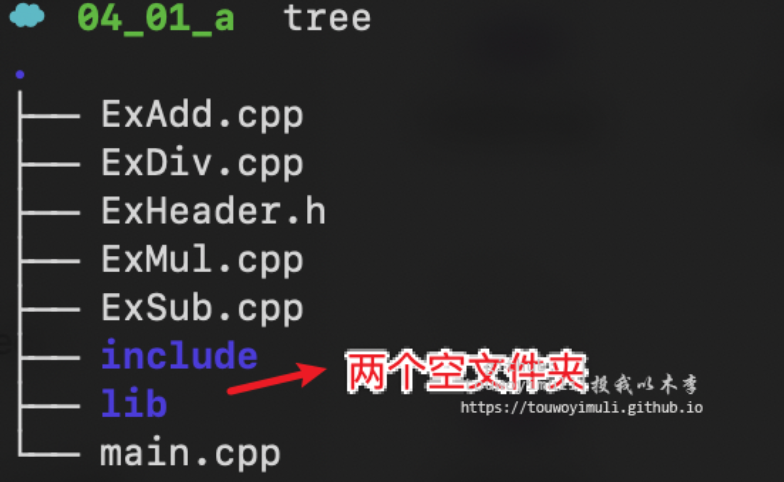 04_01_a tree
.
├── ExAdd.cpp
├── ExDiv.cpp
├── ExHeader.h
├── ExMul.cpp
├── ExSub.cpp
├── include
├── lib
└── main.cpp
两个空文件夹
投我以木李
https://touwoyimuli.github.io